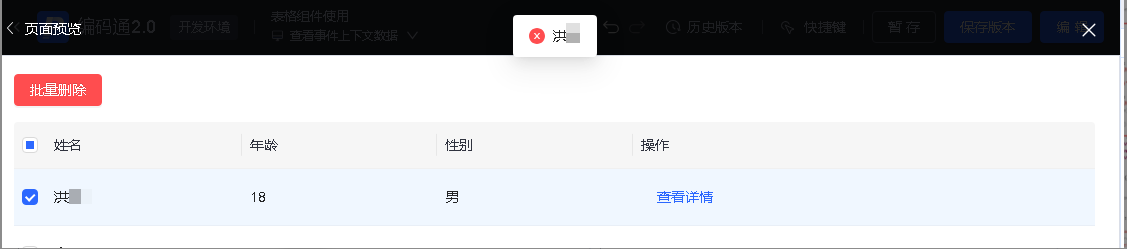 页面预览
编码通2.0
开发环境
表格组件使用
查看事件上下文数据
洪
历史版本
快捷键
暂 存
保存版本
编 辑
批量删除
姓名 年龄 性别 操作
洪 18 男 查看详情